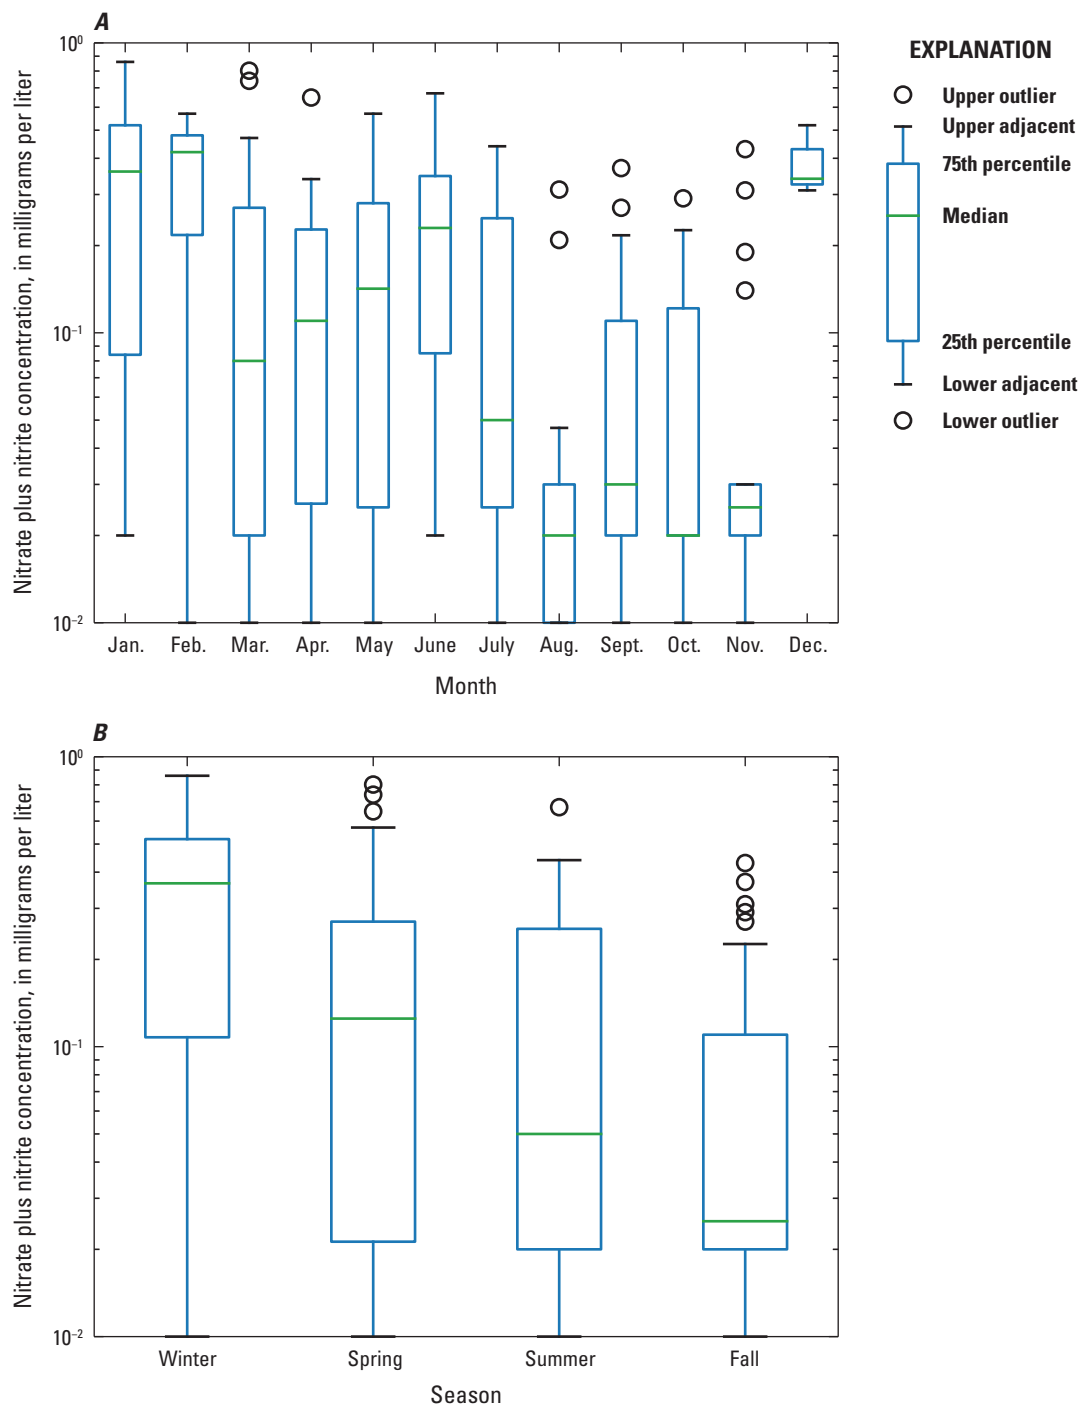 A
Nitrate plus nitrite concentration, in milligrams per liter
10⁰
10⁻¹
10⁻²
Jan. Feb. Mar. Apr. May June July Aug. Sept. Oct. Nov. Dec.
Month
EXPLANATION
Upper outlier
Upper adjacent
75th percentile
Median
25th percentile
Lower adjacent
Lower outlier
B
Nitrate plus nitrite concentration, in milligrams per liter
10⁰
10⁻¹
10⁻²
Winter Spring Summer Fall
Season